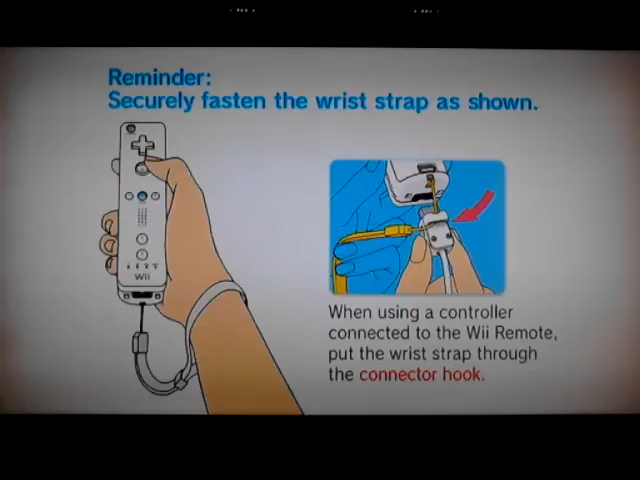 Reminder:
Securely fasten the wrist strap as shown.
Wii
When using a controller
connected to the Wii Remote,
put the wrist strap through
the connector hook.